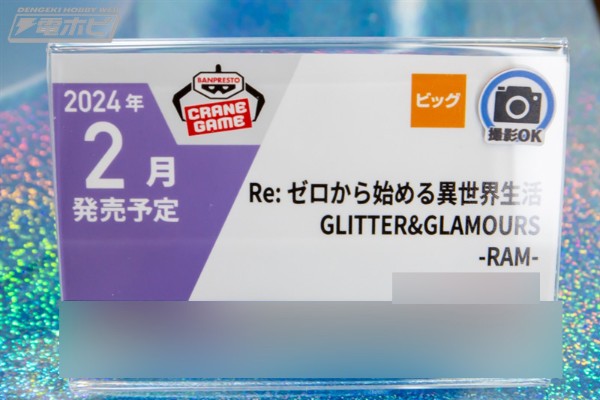 DENGEKI HOBBY WEB
電ホビ
2024年
2月
発売予定
BANPRESTO
CRANE
GAME
ビッグ
撮影OK
Re: ゼロから始める異世界生活
GLITTER&GLAMOURS
-RAM-